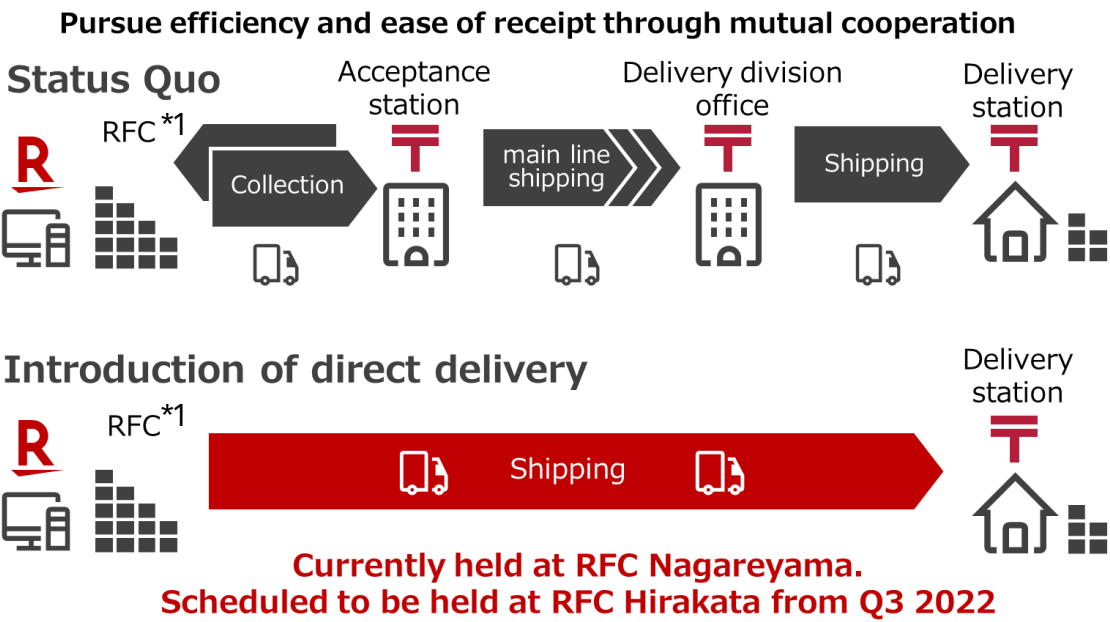 Pursue efficiency and ease of receipt through mutual cooperation
Status Quo
Acceptance
station
Delivery division
office
Delivery
station
R
RFC*1
Collection
main line
shipping
Shipping
Introduction of direct delivery
Delivery
station
R
RFC*1
Shipping
Currently held at RFC Nagareyama.
Scheduled to be held at RFC Hirakata from Q3 2022